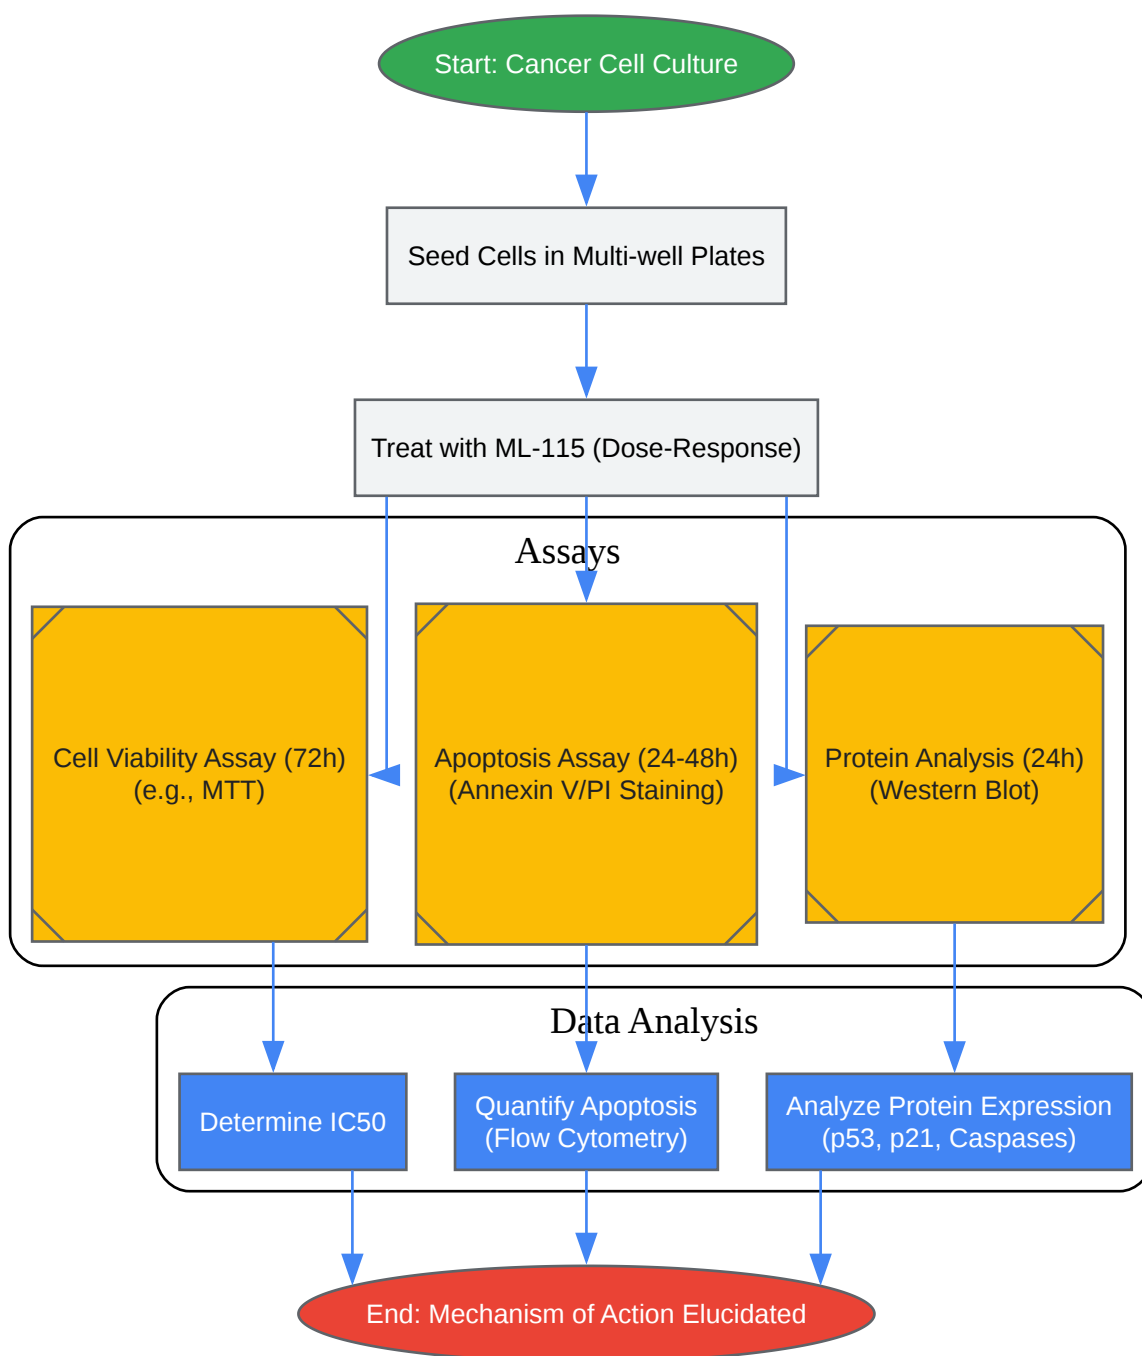 Start: Cancer Cell Culture
Seed Cells in Multi-well Plates
Treat with ML-115 (Dose-Response)
Assays
Cell Viability Assay (72h)
(e.g., MTT)
Apoptosis Assay (24-48h)
(Annexin V/PI Staining)
Protein Analysis (24h)
(Western Blot)
Data Analysis
Determine IC50
Quantify Apoptosis
(Flow Cytometry)
Analyze Protein Expression
(p53, p21, Caspases)
End: Mechanism of Action Elucidated